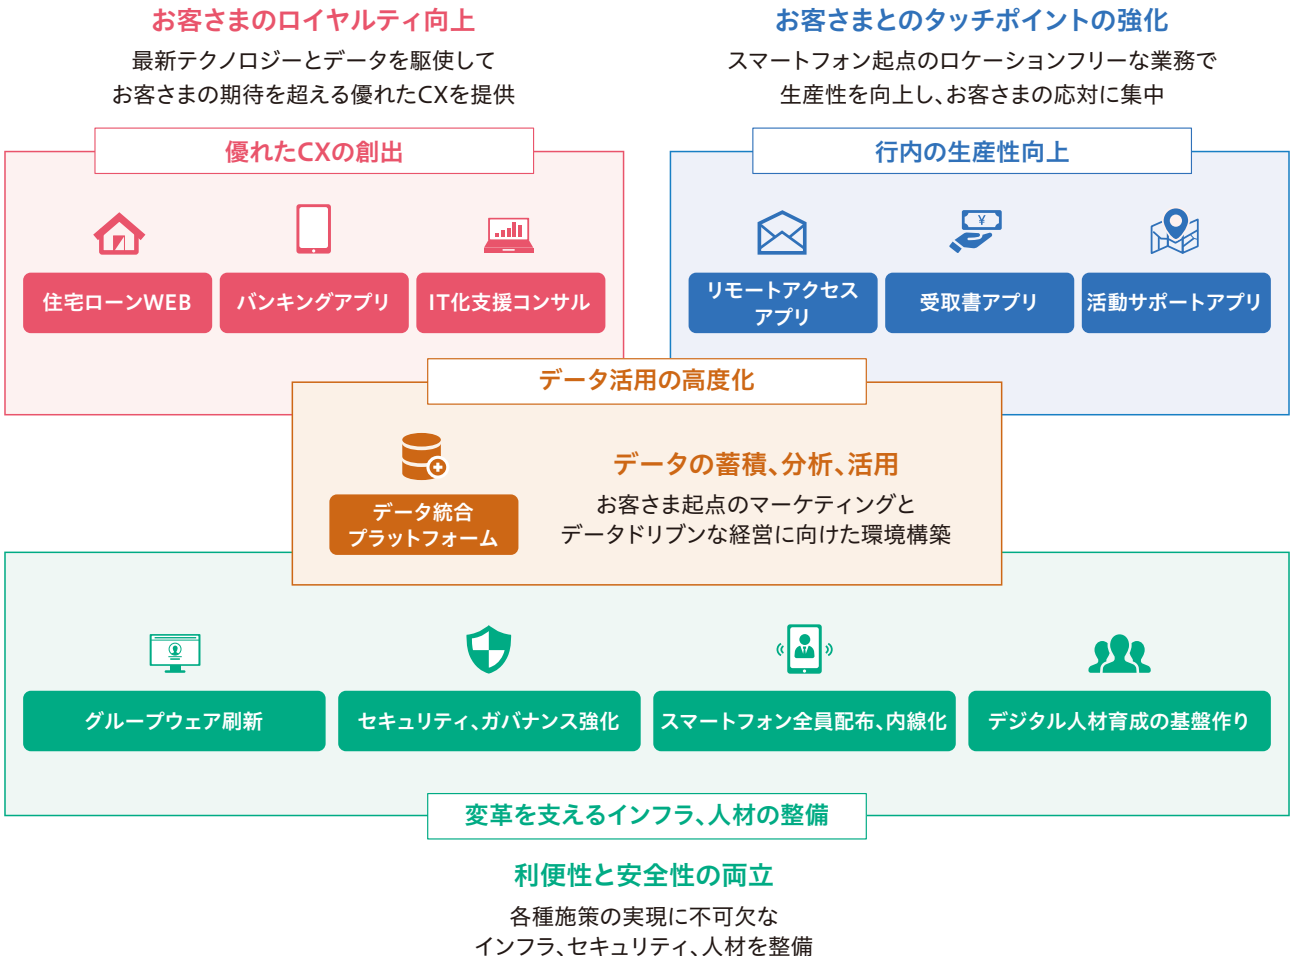 お客さまのロイヤルティ向上
最新テクノロジーとデータを駆使して
お客さまの期待を超える優れたCXを提供
優れたCXの創出
住宅ローンWEB
バンキングアプリ
IT化支援コンサル
お客さまとのタッチポイントの強化
スマートフォン起点のロケーションフリーな業務で
生産性を向上し、お客さまの応対に集中
行内の生産性向上
¥
リモートアクセス
アプリ
受取書アプリ
活動サポートアプリ
データ活用の高度化
データ統合
プラットフォーム
データの蓄積、分析、活用
お客さま起点のマーケティングと
データドリブンな経営に向けた環境構築
グループウェア刷新
セキュリティ、ガバナンス強化
スマートフォン全員配布、内線化
デジタル人材育成の基盤作り
変革を支えるインフラ、人材の整備
利便性と安全性の両立
各種施策の実現に不可欠な
インフラ、セキュリティ、人材を整備